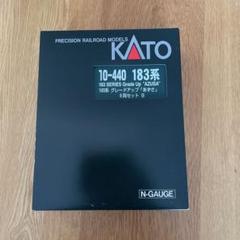 PRECISION RAILROAD MODELS
KATO
10-440 183系
183 SERIES Grade Up "AZUSA"
183系 グレードアップ「あずさ」
9両セット B
N-GAUGE